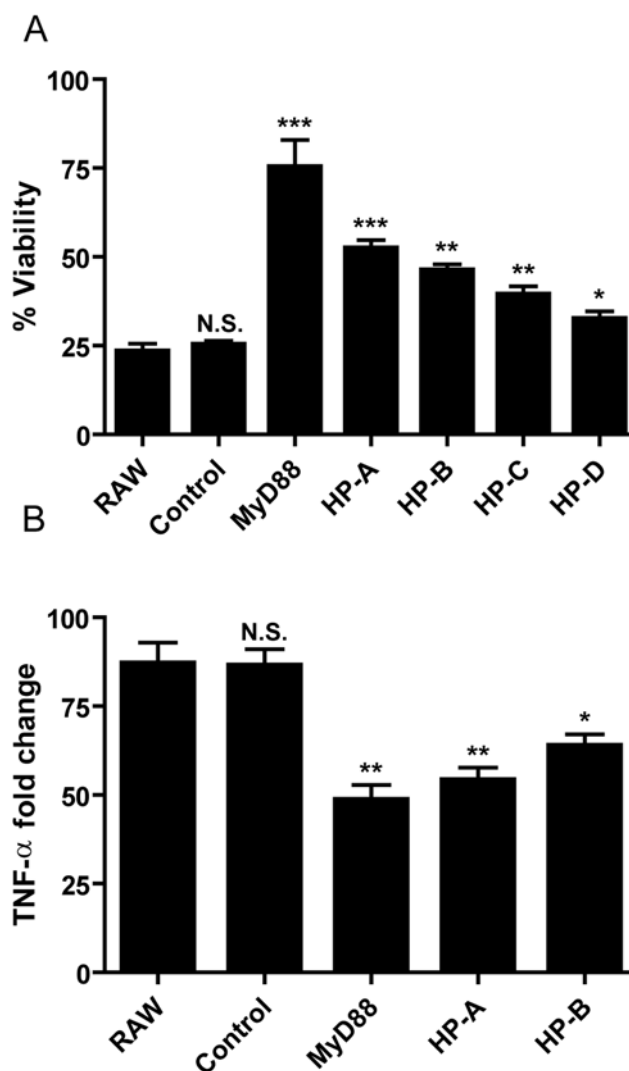 A
100
75
50
25
0
% Viability
N.S.
***
***
**
**
*
RAW
Control
MyD88
HP-A
HP-B
HP-C
HP-D
B
100
75
50
25
0
TNF-α fold change
N.S.
**
**
*
RAW
Control
MyD88
HP-A
HP-B